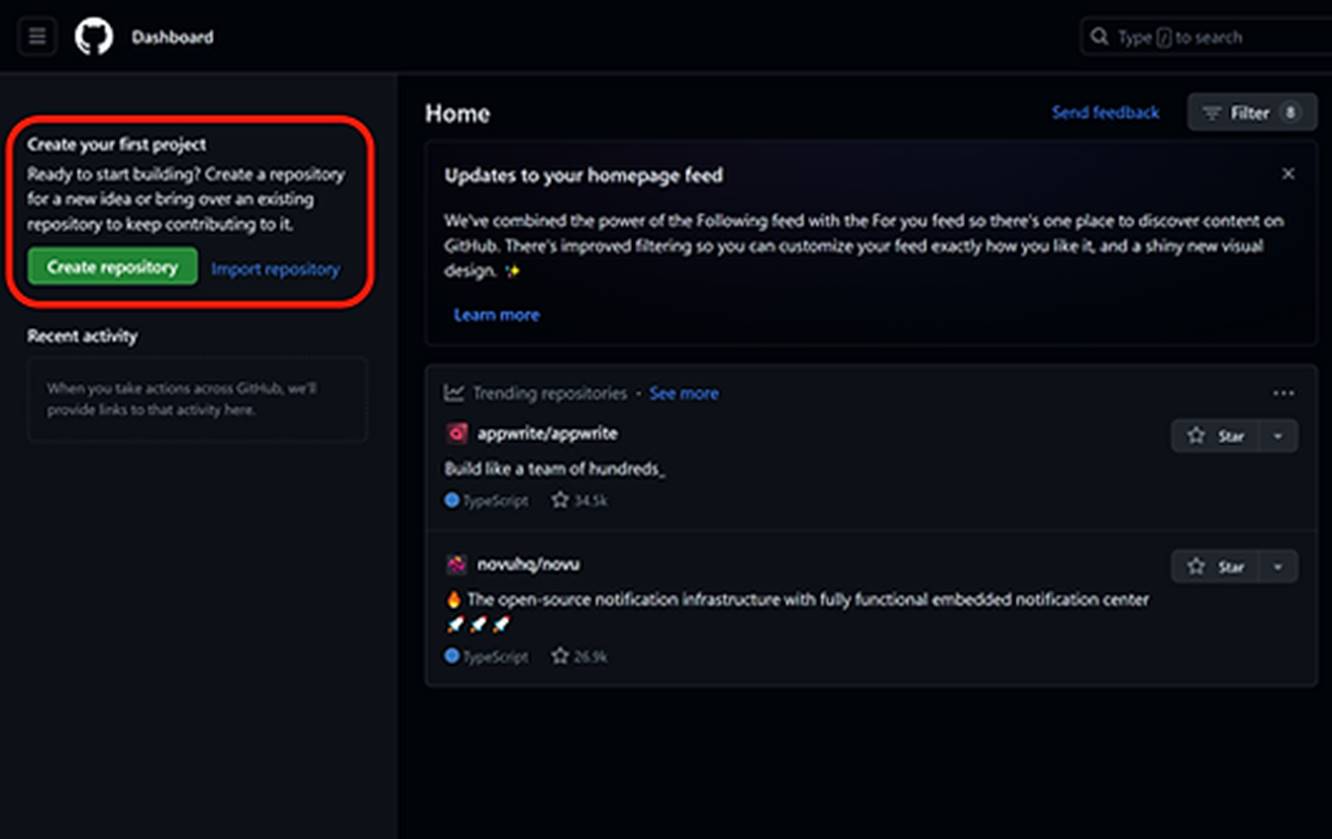 Dashboard
Type / to search
Create your first project
Ready to start building? Create a repository
for a new idea or bring over an existing
repository to keep contributing to it.
Create repository Import repository
Recent activity
When you take actions across GitHub, we'll
provide links to that activity here.
Home
Send feedback
Filter 8
Updates to your homepage feed
We've combined the power of the Following feed with the For you feed so there's one place to discover content on
GitHub. There's improved filtering so you can customize your feed exactly how you like it, and a shiny new visual
design. ✨
Learn more
Trending repositories · See more
appwrite/appwrite
Star
Build like a team of hundreds_
TypeScript 34.5k
novuhq/novu
Star
🔥 The open-source notification infrastructure with fully functional embedded notification center
🚀 🚀 🚀
TypeScript 26.9k